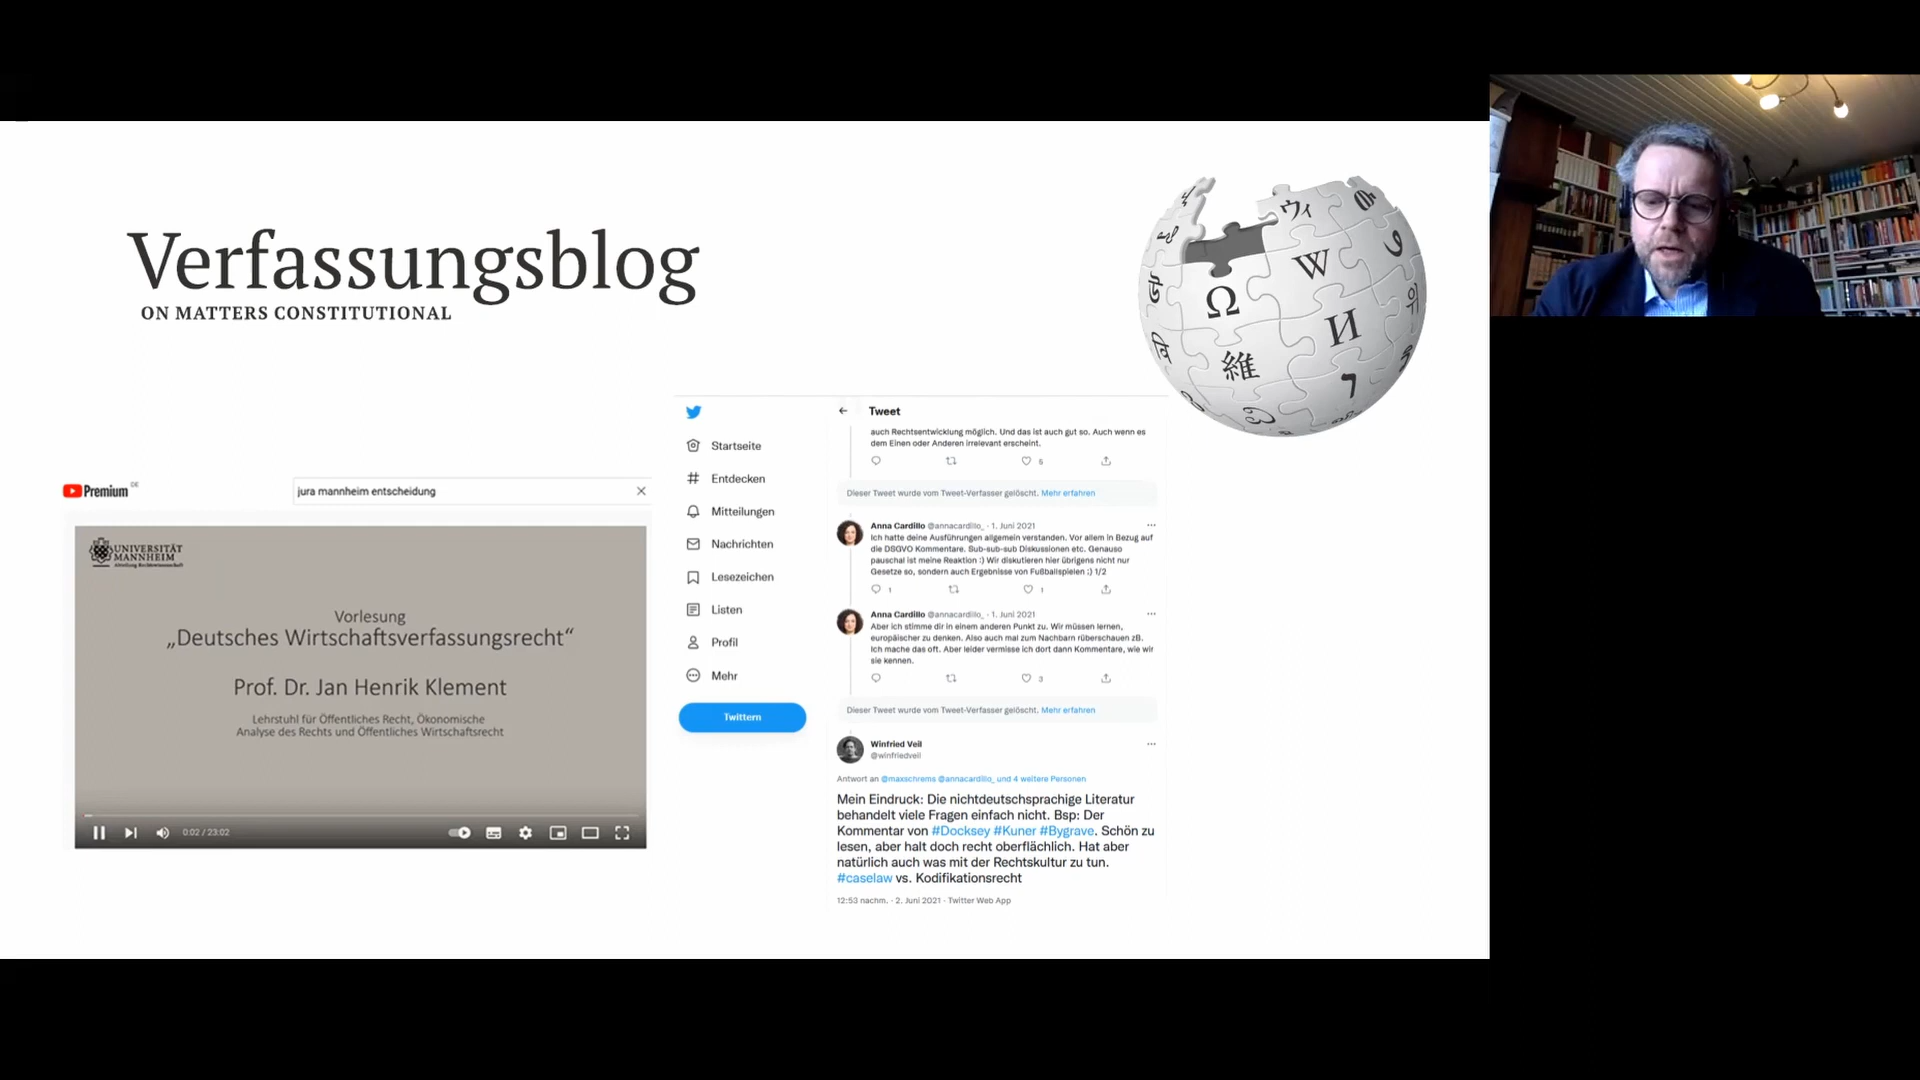 Verfassungsblog
ON MATTERS CONSTITUTIONAL
Ω
W
И
維
ウィ
7
Premium DE
jura mannheim entscheidung
UNIVERSITÄT
MANNHEIM
Abteilung Rechtswissenschaft
Vorlesung
„Deutsches Wirtschaftsverfassungsrecht“
Prof. Dr. Jan Henrik Klement
Lehrstuhl für Öffentliches Recht, Ökonomische
Analyse des Rechts und Öffentliches Wirtschaftsrecht
0:02 / 23:02
Startseite
Entdecken
Mitteilungen
Nachrichten
Lesezeichen
Listen
Profil
Mehr
Twittern
Tweet
auch Rechtsentwicklung möglich. Und das ist auch gut so. Auch wenn es
dem Einen oder Anderen irrelevant erscheint.
6
Dieser Tweet wurde vom Tweet-Verfasser gelöscht. Mehr erfahren
Anna Cardillo @annacardillo_ · 1. Juni 2021
Ich hatte deine Ausführungen allgemein verstanden. Vor allem in Bezug auf
die DSGVO Kommentare. Sub-sub-sub Diskussionen etc. Genauso
pauschal ist meine Reaktion :) Wir diskutieren hier übrigens nicht nur
Gesetze so, sondern auch Ergebnisse von Fußballspielen ;) 1/2
1 1
Anna Cardillo @annacardillo_ · 1. Juni 2021
Aber ich stimme dir in einem anderen Punkt zu. Wir müssen lernen,
europäischer zu denken. Also auch mal zum Nachbarn rüberschauen zB.
Ich mache das oft. Aber leider vermisse ich dort dann Kommentare, wie wir
sie kennen.
3
Dieser Tweet wurde vom Tweet-Verfasser gelöscht. Mehr erfahren
Winfried Veil
@winfriedveil
Antwort an @maxschrems @annacardillo_ und 4 weitere Personen
Mein Eindruck: Die nichtdeutschsprachige Literatur
behandelt viele Fragen einfach nicht. Bsp: Der
Kommentar von #Docksey #Kuner #Bygrave. Schön zu
lesen, aber halt doch recht oberflächlich. Hat aber
natürlich auch was mit der Rechtskultur zu tun.
#caselaw vs. Kodifikationsrecht
12:53 nachm. · 2. Juni 2021 · Twitter Web App